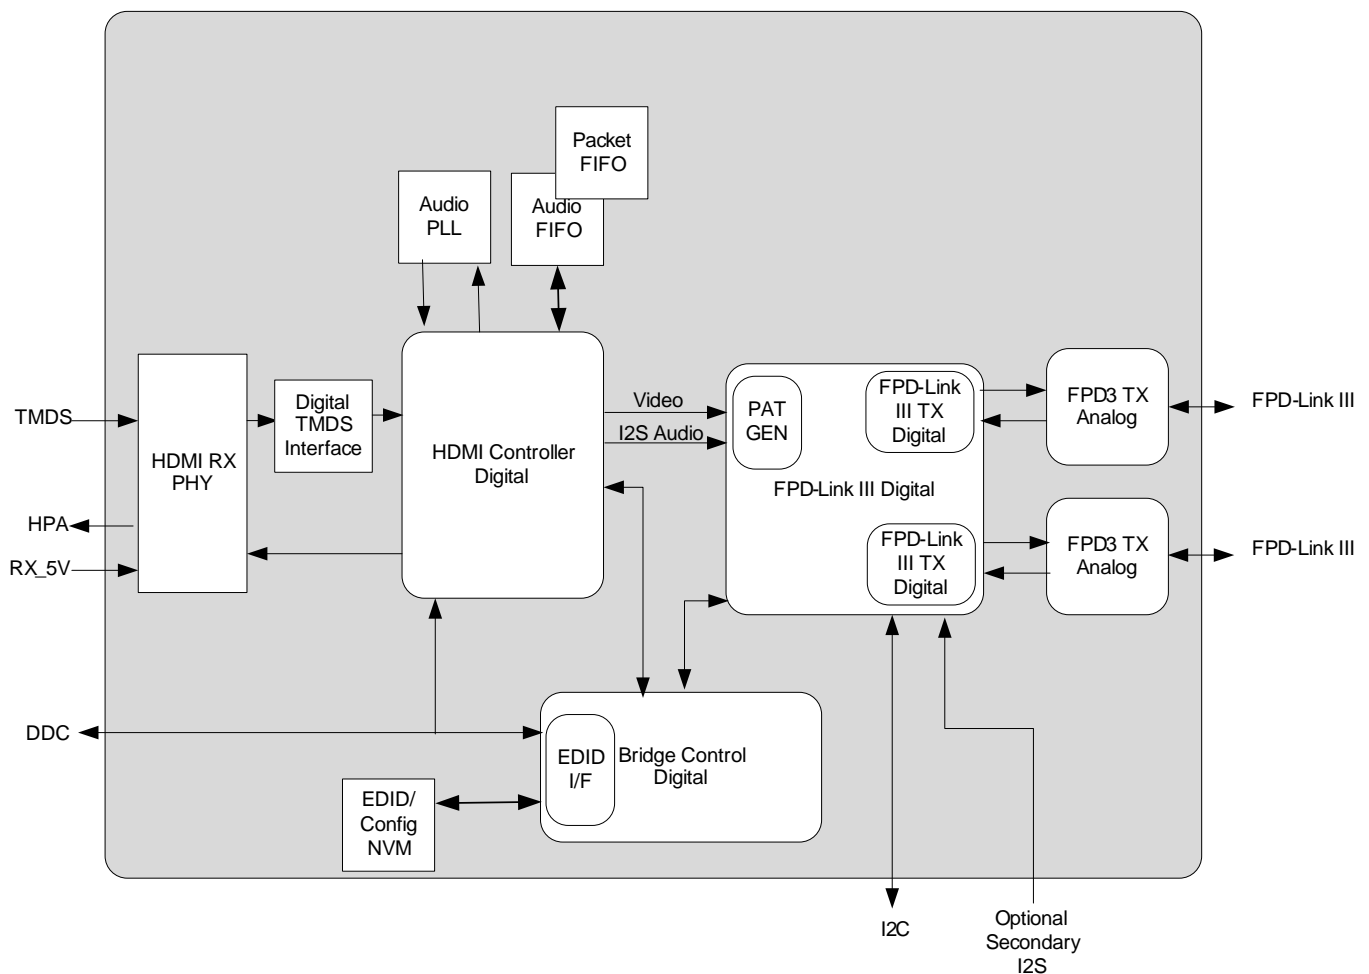 Packet
FIFO
Audio
PLL
Audio
FIFO
TMDS
HDMI RX
PHY
Digital
TMDS
Interface
HDMI Controller
Digital
Video
I2S Audio
PAT
GEN
FPD-Link
III TX
Digital
FPD-Link III Digital
FPD-Link
III TX
Digital
FPD3 TX
Analog
FPD-Link III
FPD3 TX
Analog
FPD-Link III
HPA
RX_5V
DDC
EDID
I/F
Bridge Control
Digital
EDID/
Config
NVM
I2C
Optional
Secondary
I2S